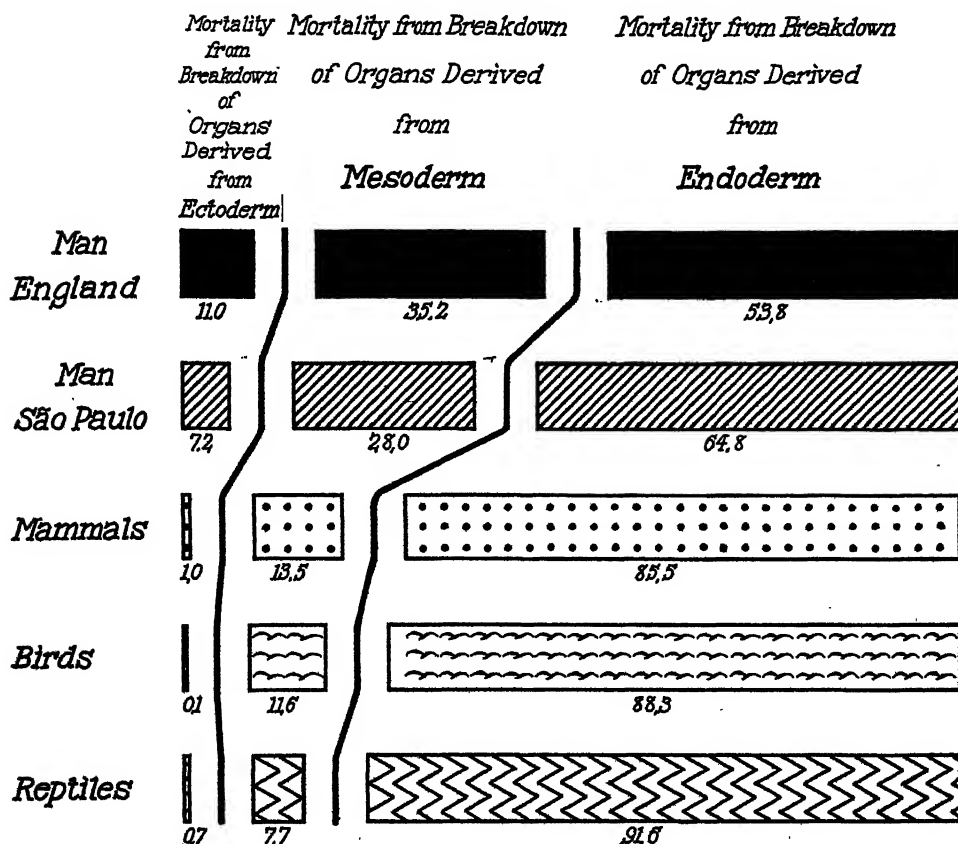 Mortality
from
Breakdown
of
Organs
Derived
from
Ectoderm
Mortality from Breakdown
of Organs Derived
from
Mesoderm
Mortality from Breakdown
of Organs Derived
from
Endoderm
Man
England
11.0
35.2
53,8
Man
São Paulo
7.2
28,0
64,8
Mammals
1,0
13,5
85,5
Birds
0,1
11,6
88,3
Reptiles
0.7
7.7
91.6